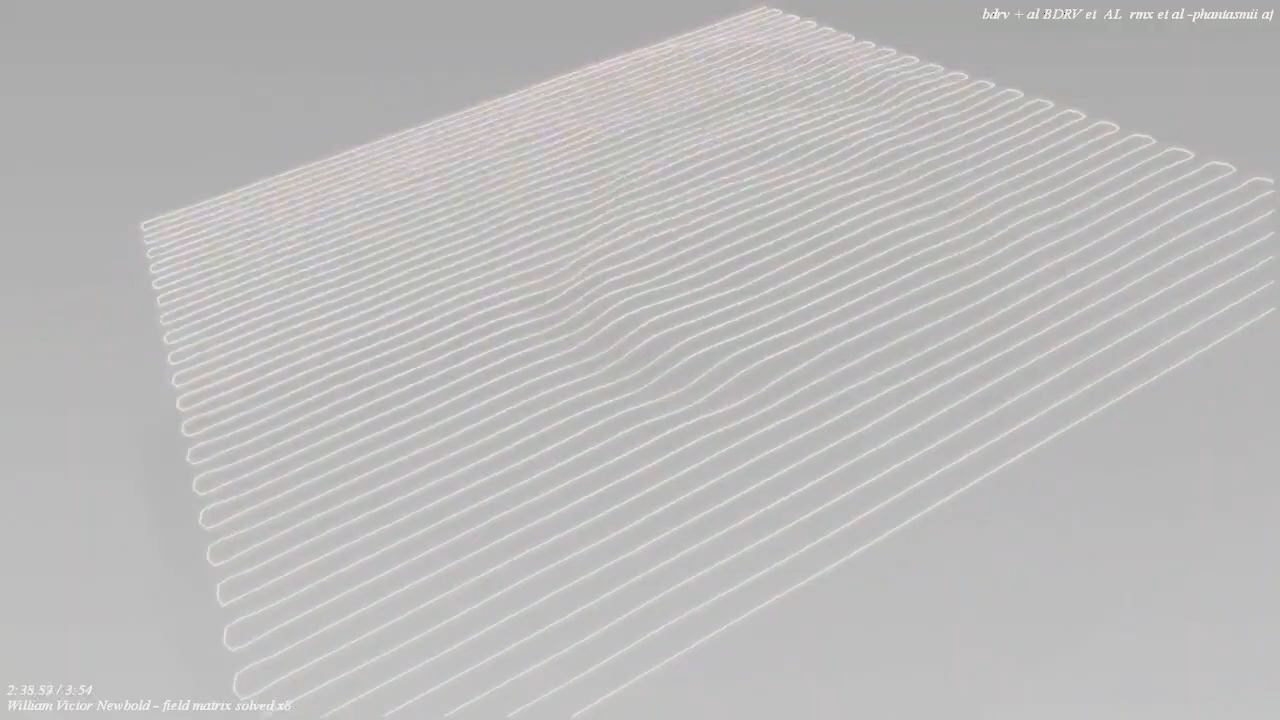 bdrv + al BDRV et AL rmx et al -phantasmii af
2:38.59 / 3:54
William Victor Newbold - field matrix solved x8